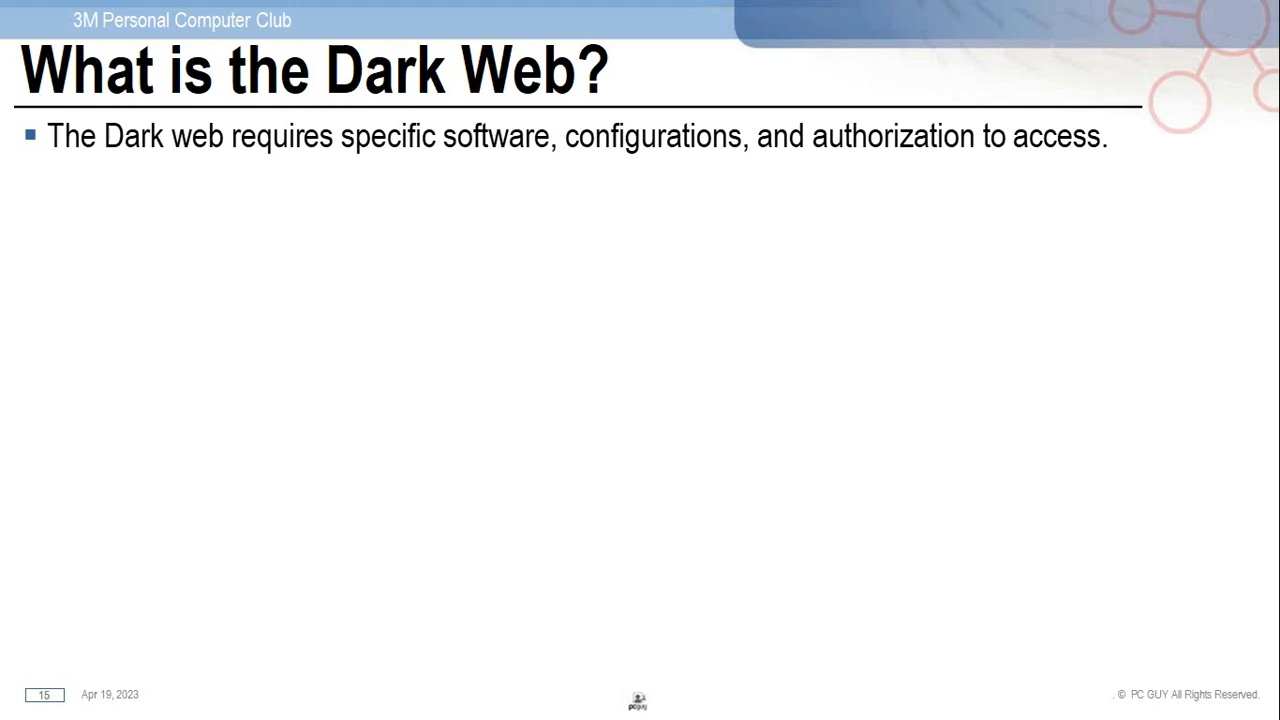 3M Personal Computer Club
What is the Dark Web?
▪ The Dark web requires specific software, configurations, and authorization to access.
15
Apr 19, 2023
pcguy
. © PC GUY All Rights Reserved.